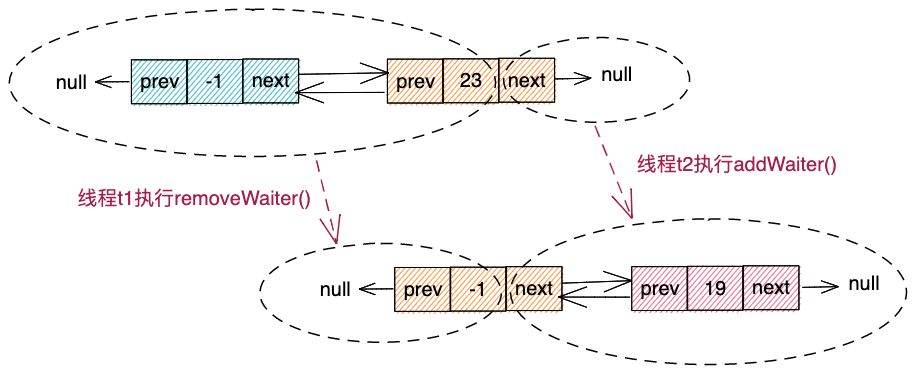 null prev -1 next prev 23 next null
线程t1执行removeWaiter()
线程t2执行addWaiter()
null prev -1 next prev 19 next null